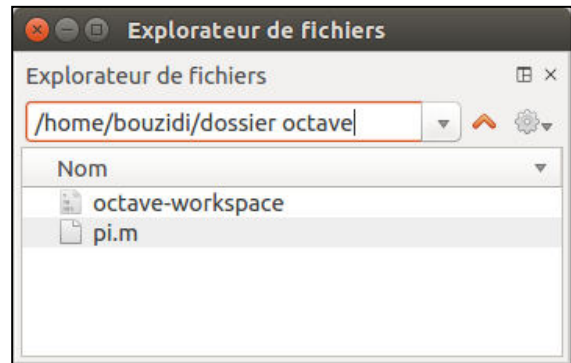 Explorateur de fichiers
Explorateur de fichiers
/home/bouzidi/dossier octave
Nom
octave-workspace
pi.m